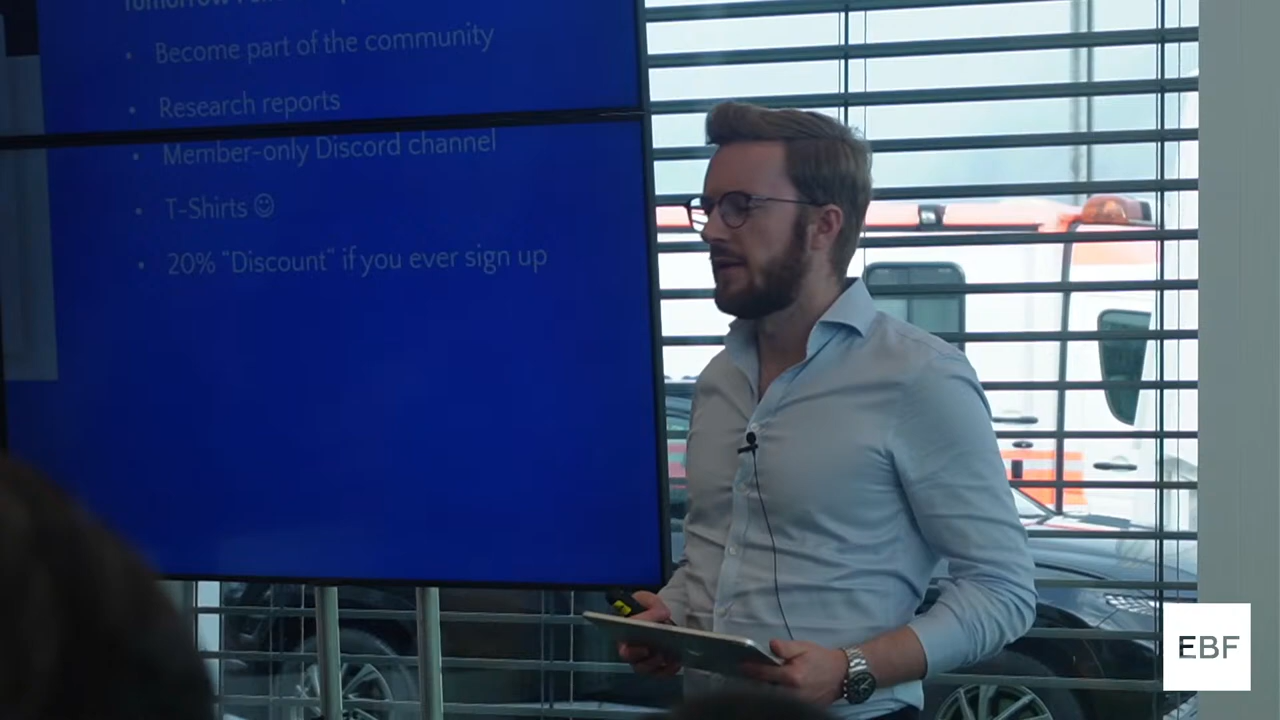 Become part of the community
Research reports
Member-only Discord channel
T-Shirts ☺
20% "Discount" if you ever sign up
EBF